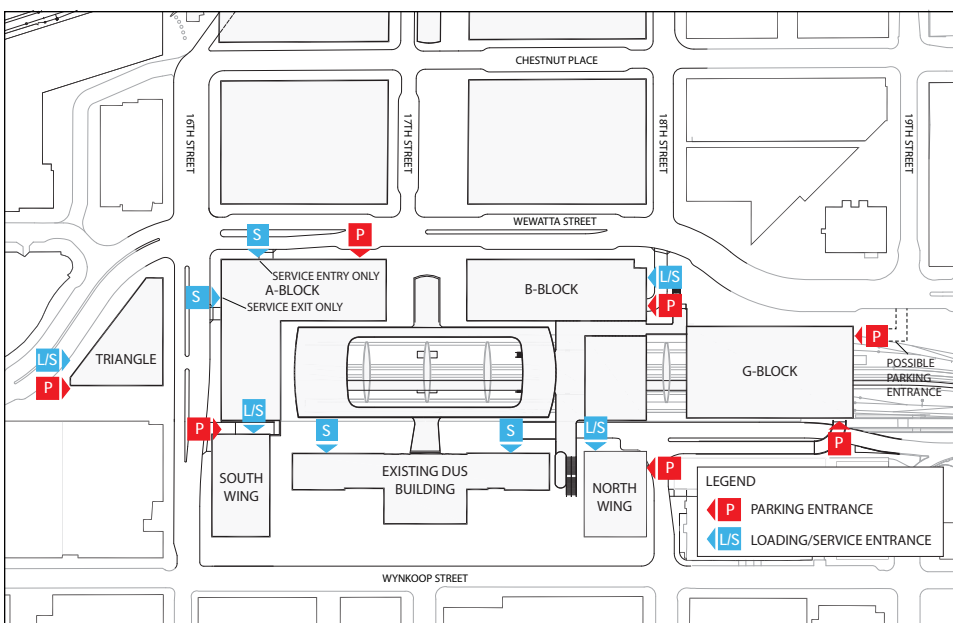 CHESTNUT PLACE
16TH STREET
17TH STREET
18TH STREET
19TH STREET
WEWATTA STREET
S
P
SERVICE ENTRY ONLY
A-BLOCK
S
SERVICE EXIT ONLY
B-BLOCK
L/S
P
TRIANGLE
L/S
P
G-BLOCK
P
POSSIBLE
PARKING
ENTRANCE
P
L/S
S
S
L/S
P
SOUTH
WING
EXISTING DUS
BUILDING
NORTH
WING
P
LEGEND
P PARKING ENTRANCE
L/S LOADING/SERVICE ENTRANCE
WYNKOOP STREET